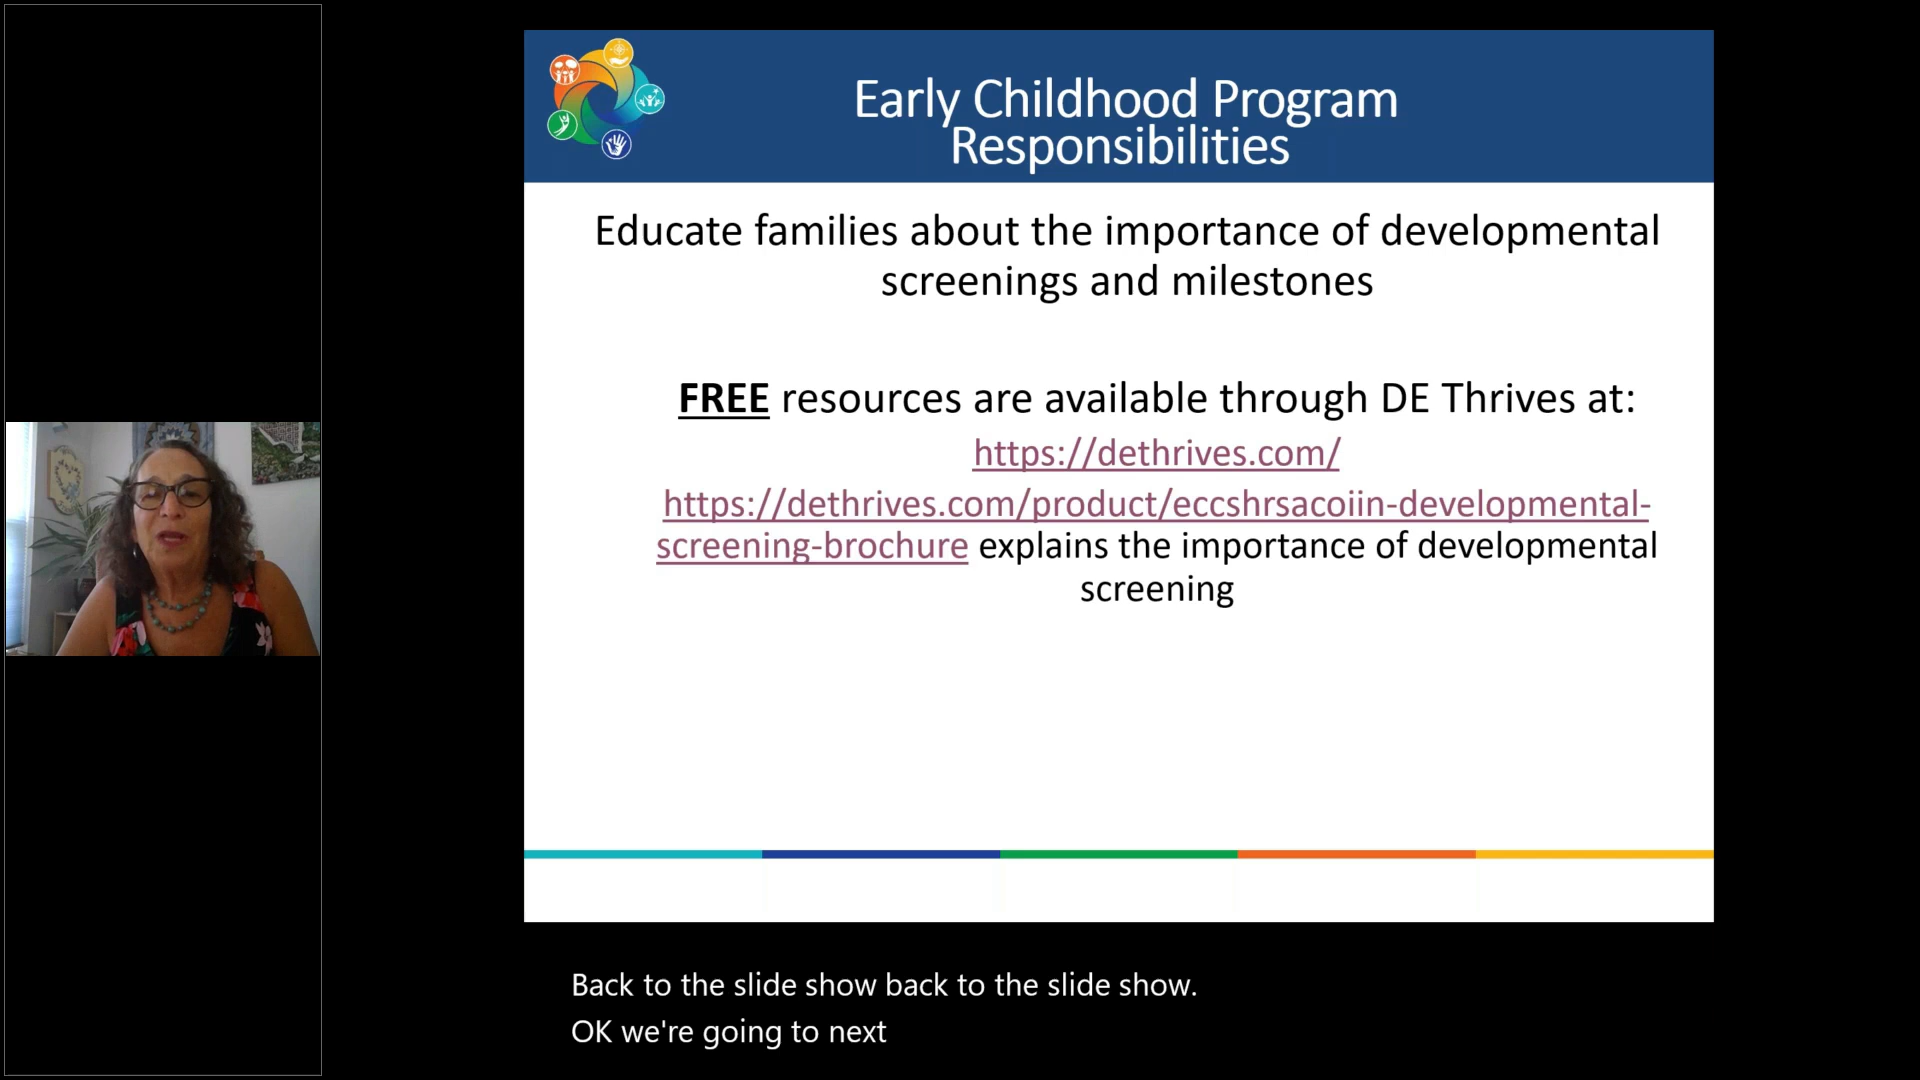 Early Childhood Program
Responsibilities
Educate families about the importance of developmental
screenings and milestones
FREE resources are available through DE Thrives at:
https://dethrives.com/
https://dethrives.com/product/eccshrsacoiin-developmental-
screening-brochure explains the importance of developmental
screening
Back to the slide show back to the slide show.
OK we're going to next